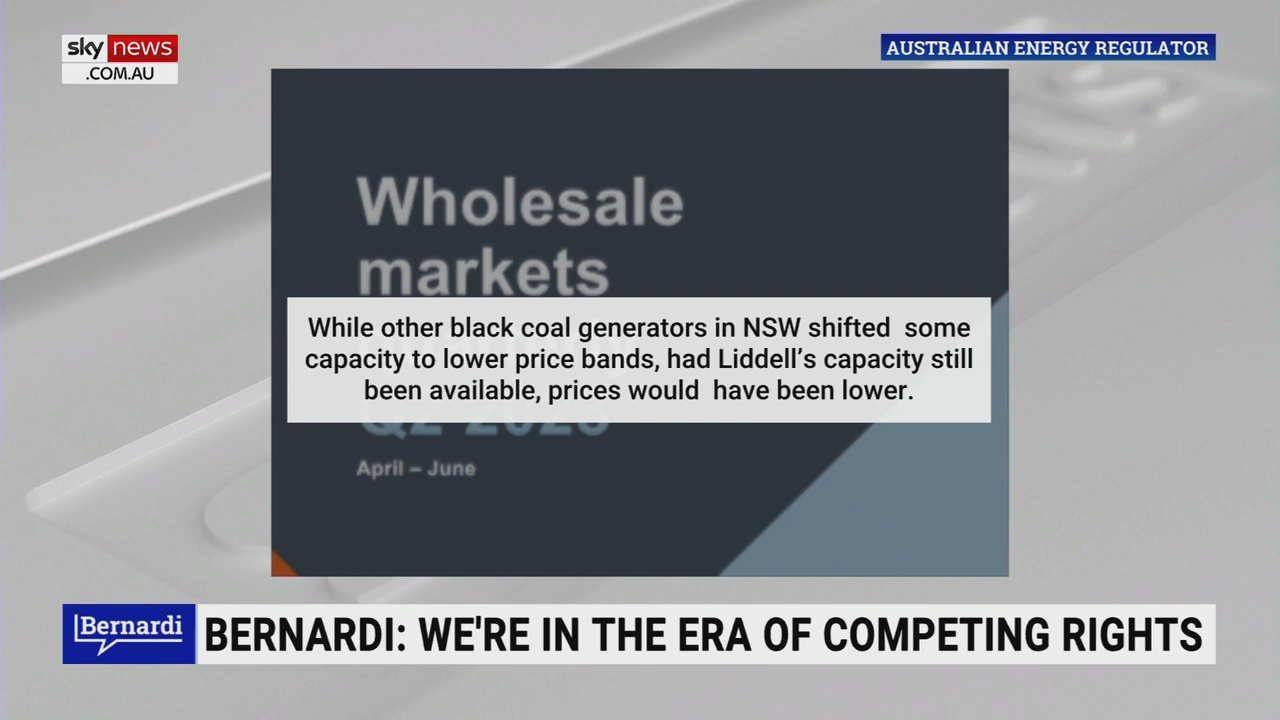 sky news
.COM.AU
AUSTRALIAN ENERGY REGULATOR
Wholesale
markets
While other black coal generators in NSW shifted some
capacity to lower price bands, had Liddell's capacity still
been available, prices would have been lower.
Q2 2023
April – June
Bernardi
BERNARDI: WE'RE IN THE ERA OF COMPETING RIGHTS